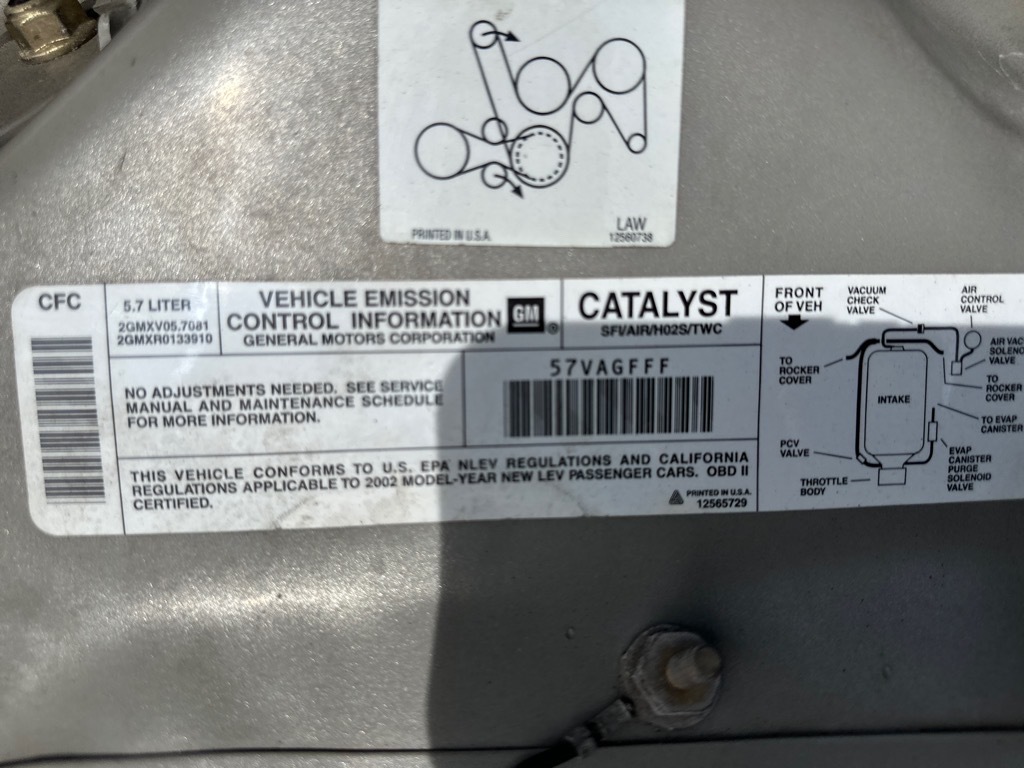 PRINTED IN U.S.A.
LAW
12560738
CFC
5.7 LITER
2GMXV05.7081
2GMXR0133910
VEHICLE EMISSION
CONTROL INFORMATION
GENERAL MOTORS CORPORATION
GM
®
CATALYST
SFI/AIR/H02S/TWC
NO ADJUSTMENTS NEEDED. SEE SERVICE
MANUAL AND MAINTENANCE SCHEDULE
FOR MORE INFORMATION.
57VAGFFF
THIS VEHICLE CONFORMS TO U.S. EPA NLEV REGULATIONS AND CALIFORNIA
REGULATIONS APPLICABLE TO 2002 MODEL-YEAR NEW LEV PASSENGER CARS. OBD II
CERTIFIED.
PRINTED IN U.S.A.
12565729
FRONT
OF VEH
VACUUM
CHECK
VALVE
AIR
CONTROL
VALVE
AIR VAC
SOLENO
VALVE
TO
ROCKER
COVER
TO
ROCKER
COVER
INTAKE
TO EVAP
CANISTER
PCV
VALVE
EVAP
CANISTER
PURGE
SOLENOID
VALVE
THROTTLE
BODY